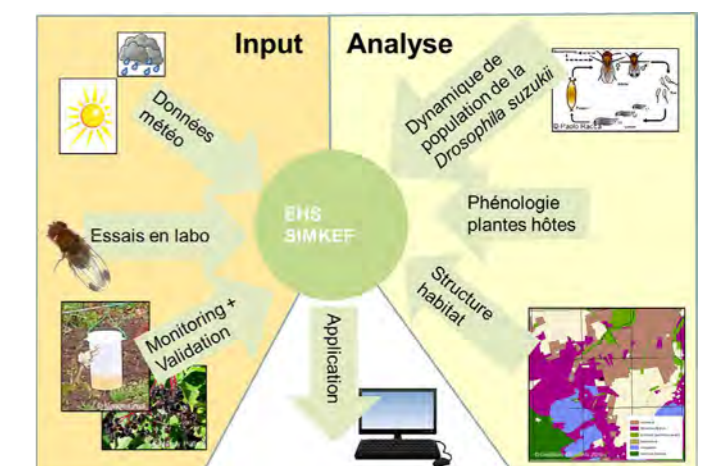 Input
Analyse
Données
météo
Essais en labo
Monitoring +
Validation
EHS
SIMKEF
Dynamique de
population de la
Drosophila suzukii
© Paolo Racca
Phénologie
plantes hôtes
Structure
habitat
Application